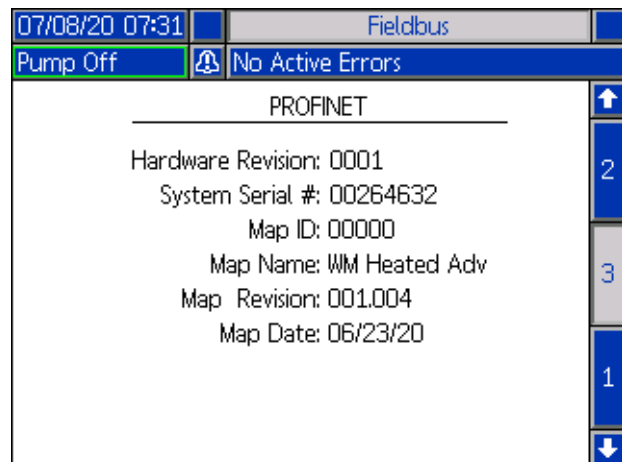 07/08/20 07:31 Fieldbus
Pump Off No Active Errors
PROFINET
Hardware Revision: 0001
System Serial #: 00264632
Map ID: 00000
Map Name: WM Heated Adv
Map Revision: 001.004
Map Date: 06/23/20
2
3
1